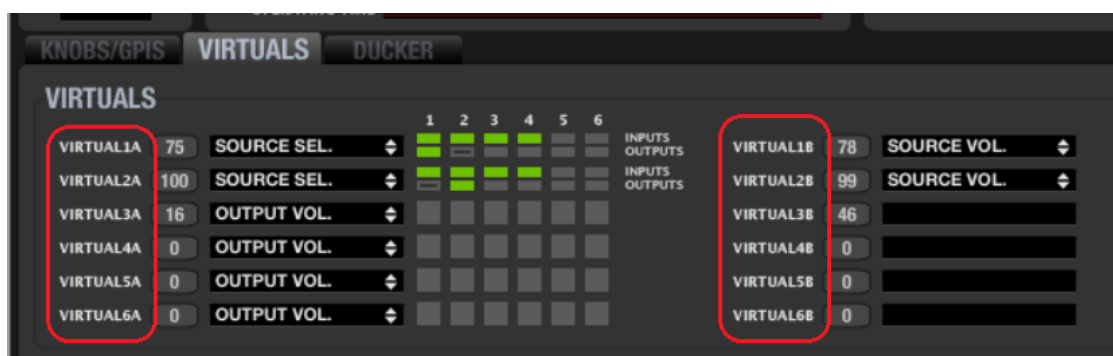 OPERATING TIME
KNOBS/GPIS VIRTUALS DUCKER
VIRTUALS
1 2 3 4 5 6
VIRTUAL1A 75 SOURCE SEL. INPUTS OUTPUTS VIRTUAL1B 78 SOURCE VOL.
VIRTUAL2A 100 SOURCE SEL. INPUTS OUTPUTS VIRTUAL2B 99 SOURCE VOL.
VIRTUAL3A 16 OUTPUT VOL. VIRTUAL3B 46
VIRTUAL4A 0 OUTPUT VOL. VIRTUAL4B 0
VIRTUAL5A 0 OUTPUT VOL. VIRTUAL5B 0
VIRTUAL6A 0 OUTPUT VOL. VIRTUAL6B 0